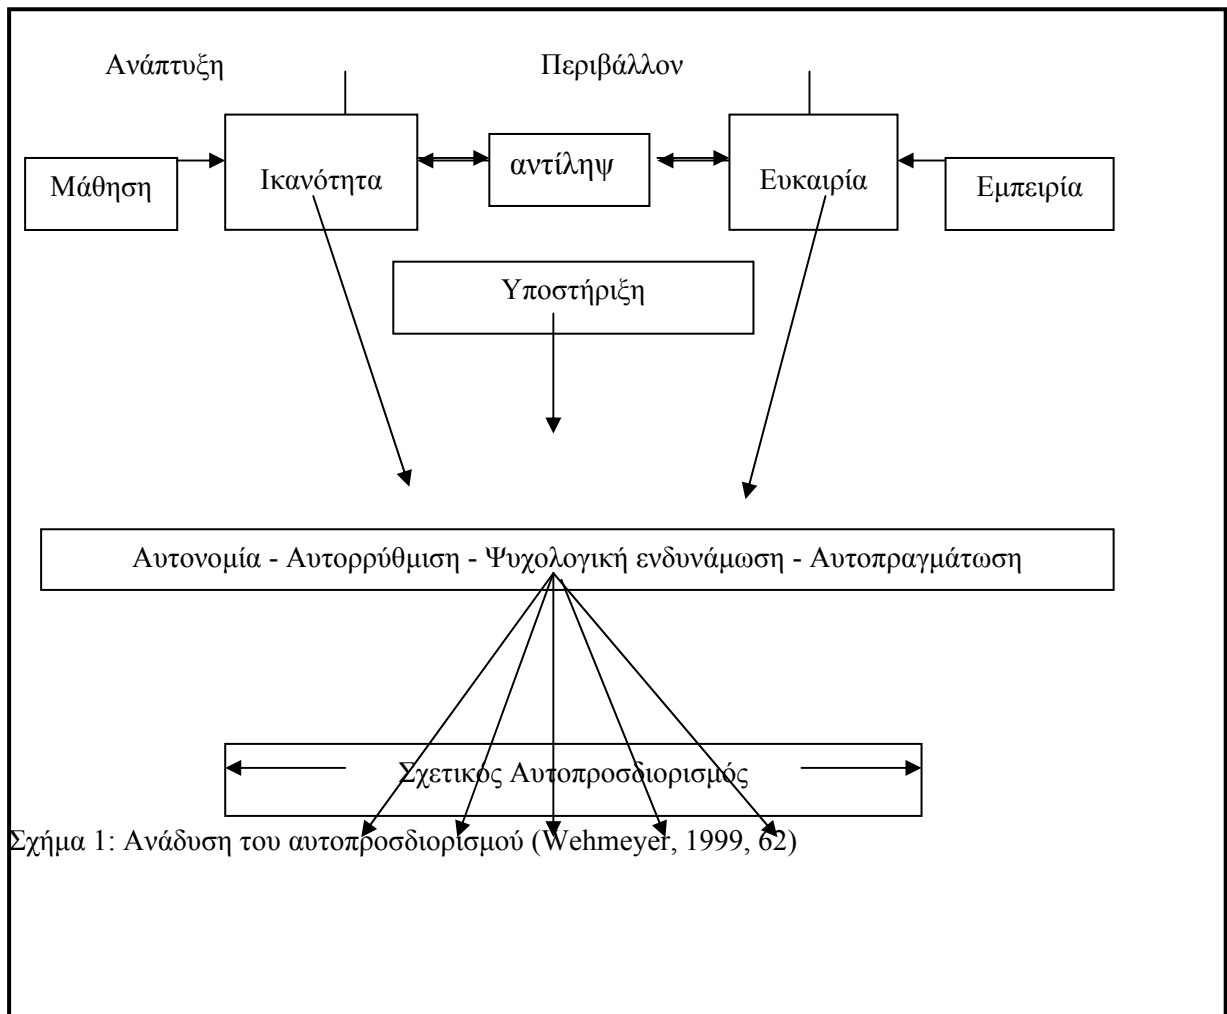 Ανάπτυξη Περιβάλλον
Μάθηση Ικανότητα αντίληψ Ευκαιρία Εμπειρία
Υποστήριξη
Αυτονομία - Αυτορρύθμιση - Ψυχολογική ενδυνάμωση - Αυτοπραγμάτωση
Σχετικός Αυτοπροσδιορισμός
Σχήμα 1: Ανάδυση του αυτοπροσδιορισμού (Wehmeyer, 1999, 62)